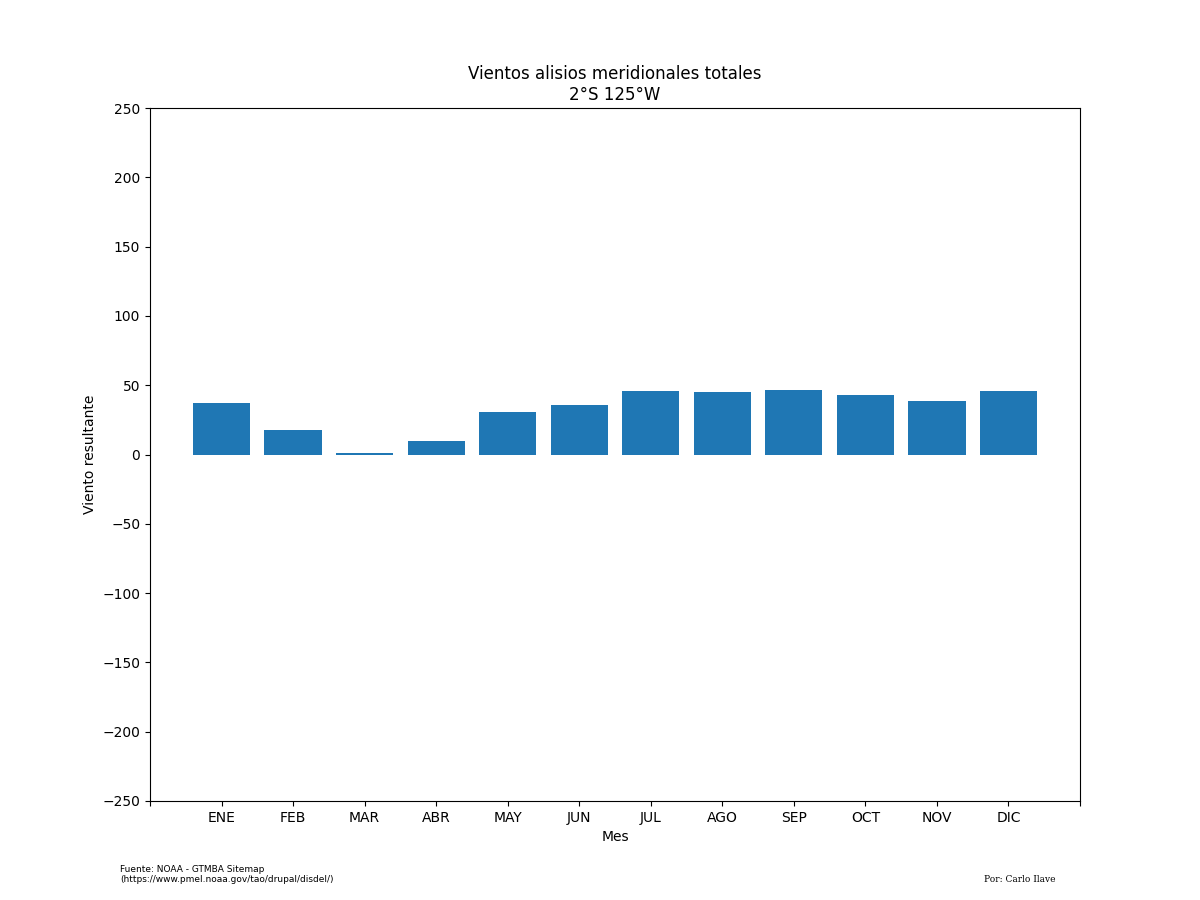 Vientos alisios meridionales totales
2°S 125°W
250
200
150
100
50
0
−50
−100
−150
−200
−250
Viento resultante
ENE FEB MAR ABR MAY JUN JUL AGO SEP OCT NOV DIC
Mes
Fuente: NOAA - GTMBA Sitemap
(https://www.pmel.noaa.gov/tao/drupal/disdel/)
Por: Carlo Ilave